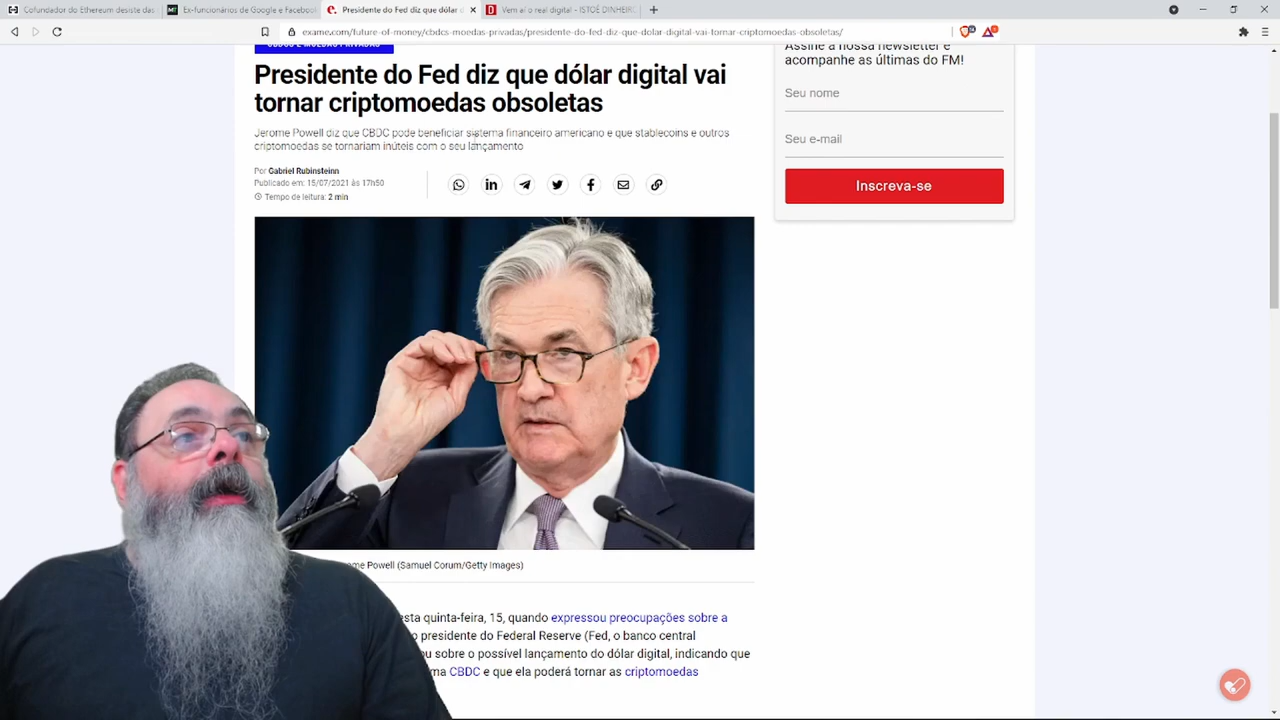 Cofundador do Ethereum desiste das
Ex-funcionários de Google e Facebook
Presidente do Fed diz que dólar d
Vem aí o real digital - ISTOÉ DINHEIRO
exame.com/future-of-money/cbdcs-moedas-privadas/presidente-do-fed-diz-que-dolar-digital-vai-tornar-criptomoedas-obsoletas/
CBDCS E MOEDAS PRIVADAS
Presidente do Fed diz que dólar digital vai
tornar criptomoedas obsoletas
Jerome Powell diz que CBDC pode beneficiar sistema financeiro americano e que stablecoins e outros
criptomoedas se tornariam inúteis com o seu lançamento
Por Gabriel Rubinsteinn
Publicado em: 15/07/2021 às 17h50
Tempo de leitura: 2 min
Assine a nossa newsletter e
acompanhe as últimas do FM!
Seu nome
Seu e-mail
Inscreva-se
Powell (Samuel Corum/Getty Images)
quinta-feira, 15, quando expressou preocupações sobre a
o presidente do Federal Reserve (Fed, o banco central
sobre o possível lançamento do dólar digital, indicando que
CBDC e que ela poderá tornar as criptomoedas